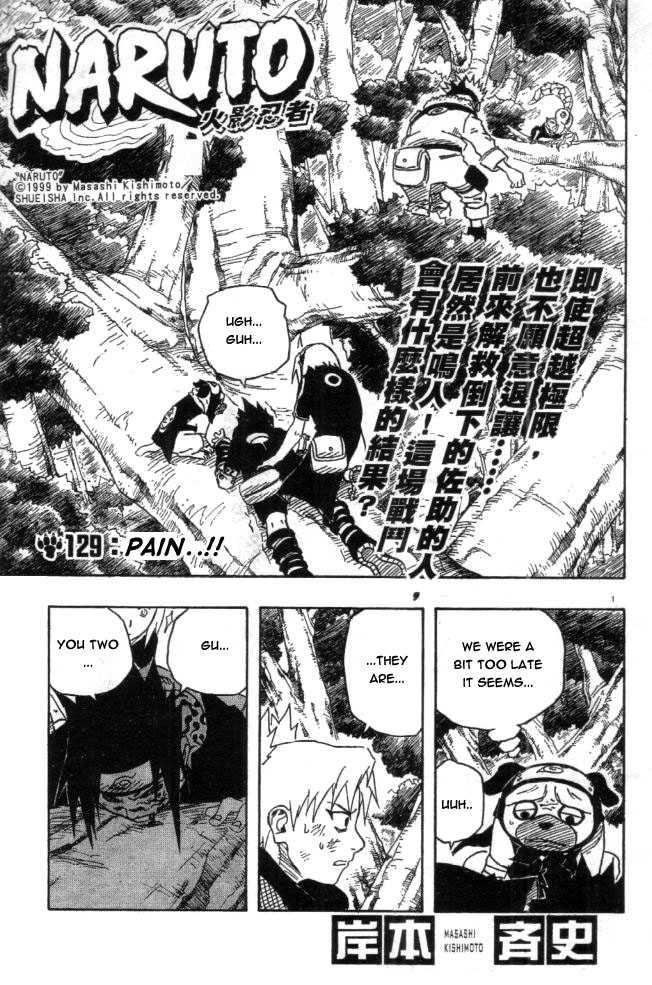 NARUTO
火影忍者
"NARUTO"
©1999 by Masashi Kishimoto
SHUEISHA Inc. All rights reserved.
即使超越極限，
也不願意退讓……
前來解救倒下的佐助的人
居然是鳴人！這場戰鬥
會有什麼樣的結果？
UGH...
GUH...
129: PAIN..!!
1
WE WERE A
BIT TOO LATE
IT SEEMS...
UUH..
...THEY
ARE...
GU...
YOU TWO
...
岸本
MASASHI
KISHIMOTO
斉史